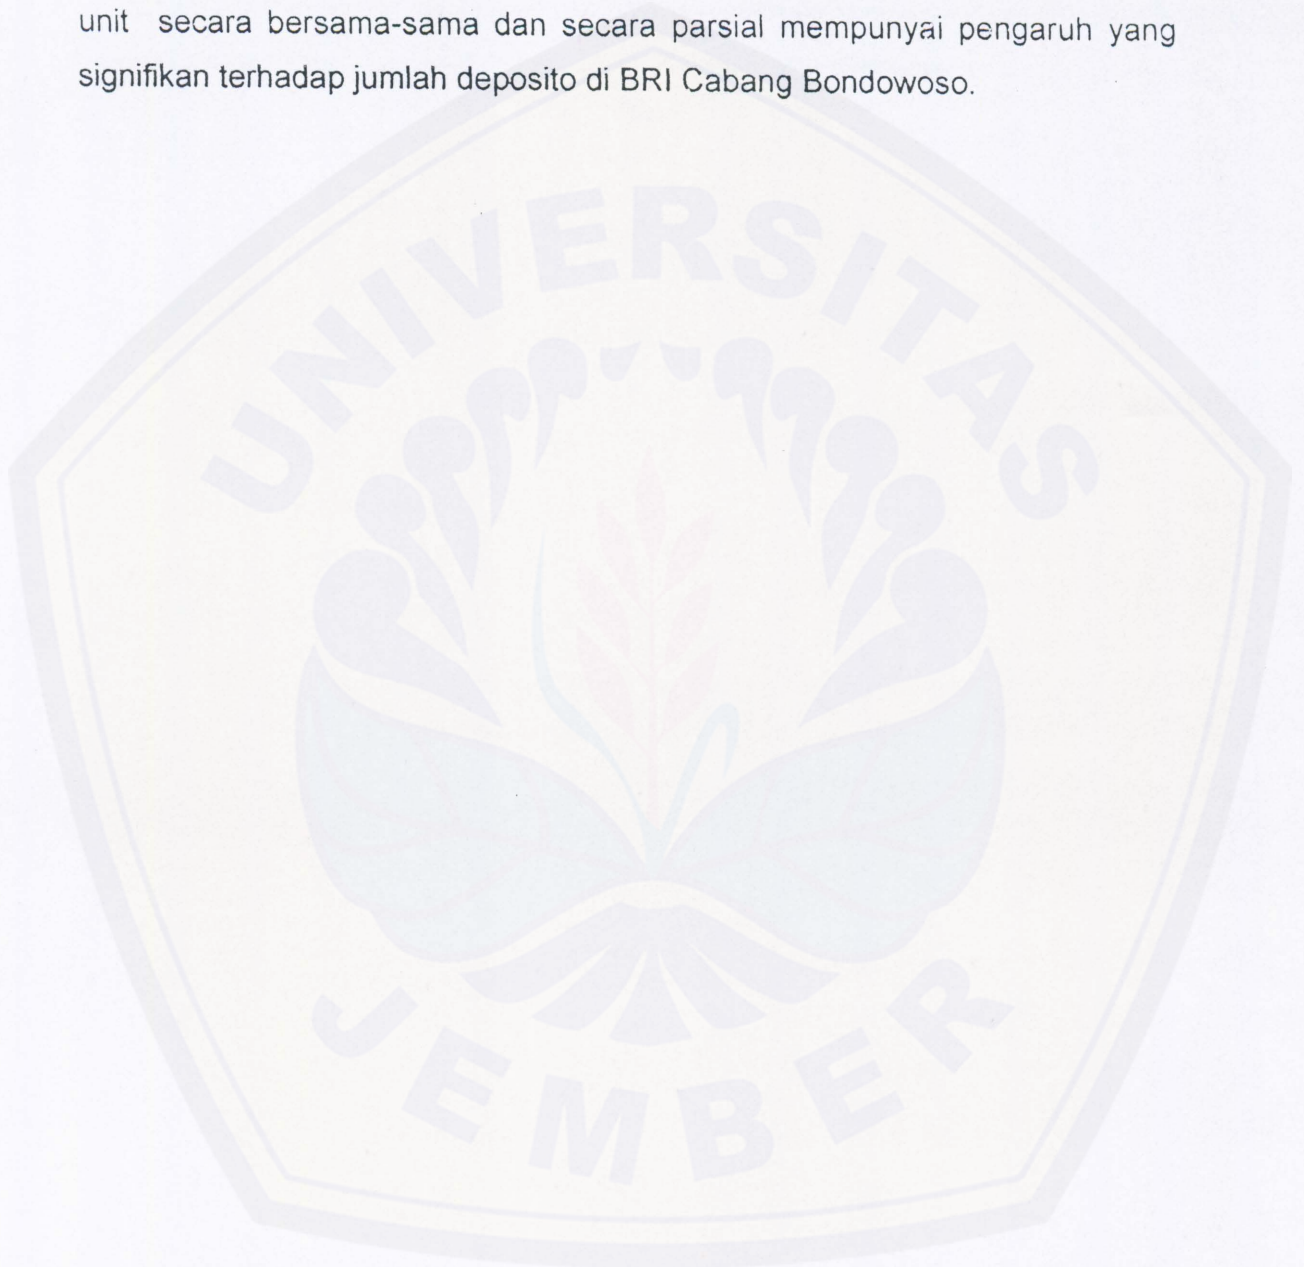 unit secara bersama-sama dan secara parsial mempunyai pengaruh yang
signifikan terhadap jumlah deposito di BRI Cabang Bondowoso.
UNIVERSITAS
JEMBER